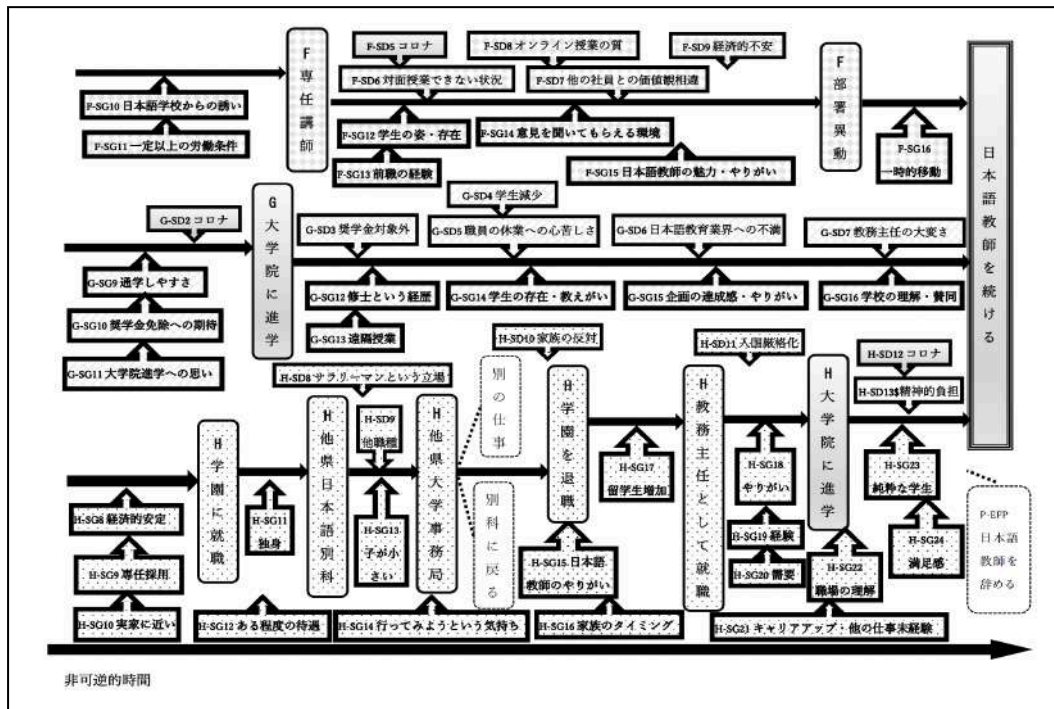 F-SD5 コロナ
F-SD8 オンライン授業の質
F-SD9 経済的不安
F-SD6 対面授業できない状況
F-SD7 他の社員との価値観相違
F専任講師
F部署異動
F-SG10 日本語学校からの誘い
F-SG11 一定以上の労働条件
F-SG12 学生の姿・存在
F-SG13 前職の経験
F-SG14 意見を聞いてもらえる環境
F-SG15 日本語教師の魅力・やりがい
F-SG16
一時的移動
日本語教師を続ける
G-SD2 コロナ
G大学院に進学
G-SD3 奨学金対象外
G-SD4 学生減少
G-SD5 職員の休業への心苦しさ
G-SD6 日本語教育業界への不満
G-SD7 教務主任の大変さ
G-SG9 通学しやすさ
G-SG10 奨学金免除への期待
G-SG11 大学院進学への思い
G-SG12 修士という経歴
G-SG13 遠隔授業
G-SG14 学生の存在・教えがい
G-SG15 企画の達成感・やりがい
G-SG16 学校の理解・賛同
H-SD8 サラリーマンという立場
H-SD9
他職種
H-SD10 家族の反対
H-SD11 入国厳格化
H-SD12 コロナ
H-SD13$精神的負担
H学園に就職
H他県日本語別科
H他県大学事務局
別の仕事
別科に戻る
H学園を退職
H教務主任として就職
H大学院に進学
H-SG8 経済的安定
H-SG9 専任採用
H-SG10 実家に近い
H-SG11
独身
H-SG12 ある程度の待遇
H-SG13
子が小
さい
H-SG14 行ってみようという気持ち
H-SG15 日本語
教師のやりがい
H-SG16 家族のタイミング
H-SG17
留学生増加
H-SG18
やりがい
H-SG19 経験
H-SG20 需要
H-SG21 キャリアアップ・他の仕事未経験
H-SG22
職場の理解
H-SG23
純粋な学生
H-SG24
満足感
P-EFP
日本語
教師を
辞める
非可逆的時間